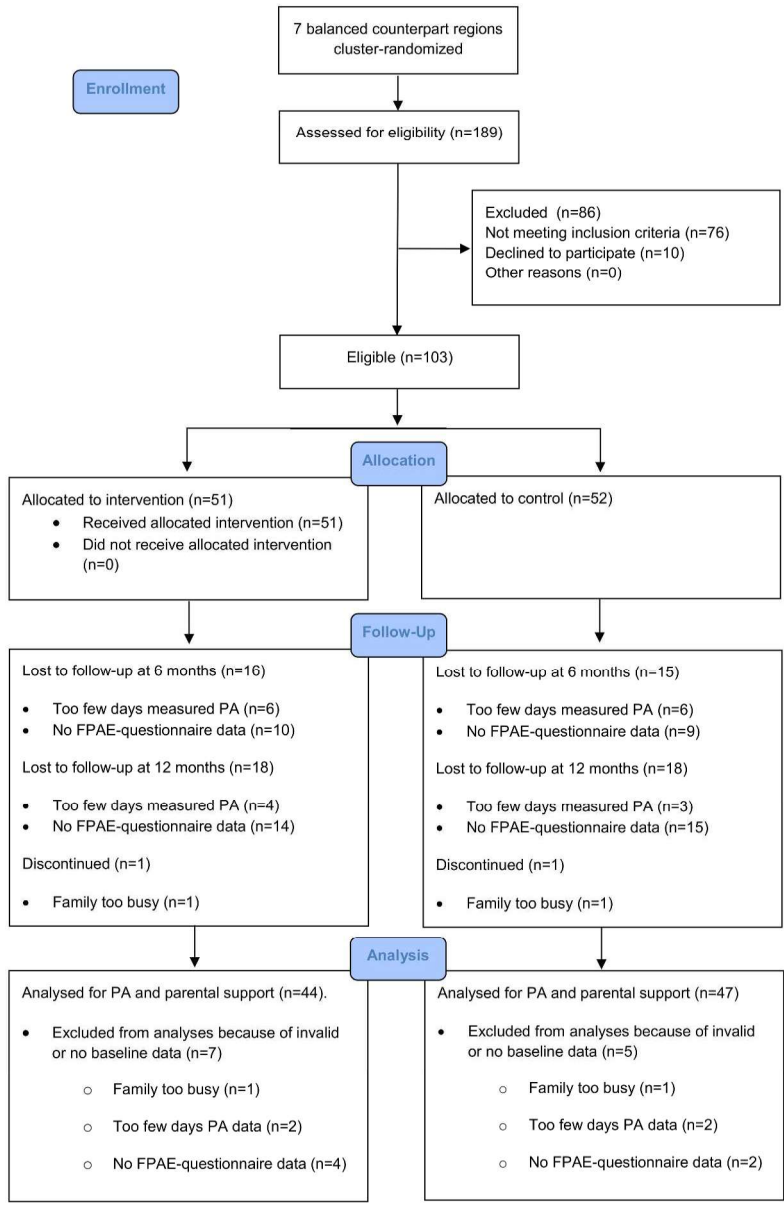 7 balanced counterpart regions
cluster-randomized
Enrollment
Assessed for eligibility (n=189)
Excluded (n=86)
Not meeting inclusion criteria (n=76)
Declined to participate (n=10)
Other reasons (n=0)
Eligible (n=103)
Allocation
Allocated to intervention (n=51)
• Received allocated intervention (n=51)
• Did not receive allocated intervention
(n=0)
Allocated to control (n=52)
Follow-Up
Lost to follow-up at 6 months (n=16)
• Too few days measured PA (n=6)
• No FPAE-questionnaire data (n=10)
Lost to follow-up at 12 months (n=18)
• Too few days measured PA (n=4)
• No FPAE-questionnaire data (n=14)
Discontinued (n=1)
• Family too busy (n=1)
Lost to follow-up at 6 months (n=15)
• Too few days measured PA (n=6)
• No FPAE-questionnaire data (n=9)
Lost to follow-up at 12 months (n=18)
• Too few days measured PA (n=3)
• No FPAE-questionnaire data (n=15)
Discontinued (n=1)
• Family too busy (n=1)
Analysis
Analysed for PA and parental support (n=44).
• Excluded from analyses because of invalid
or no baseline data (n=7)
o Family too busy (n=1)
o Too few days PA data (n=2)
o No FPAE-questionnaire data (n=4)
Analysed for PA and parental support (n=47)
• Excluded from analyses because of invalid
or no baseline data (n=5)
o Family too busy (n=1)
o Too few days PA data (n=2)
o No FPAE-questionnaire data (n=2)